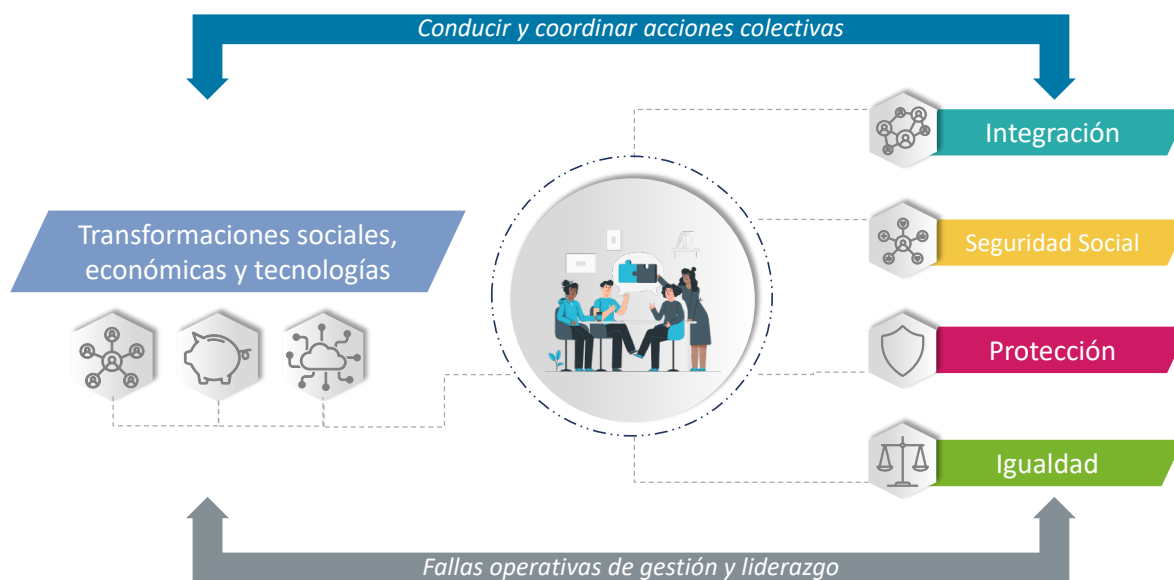 Conducir y coordinar acciones colectivas
Integración
Transformaciones sociales,
económicas y tecnologías
Seguridad Social
Protección
Igualdad
Fallas operativas de gestión y liderazgo